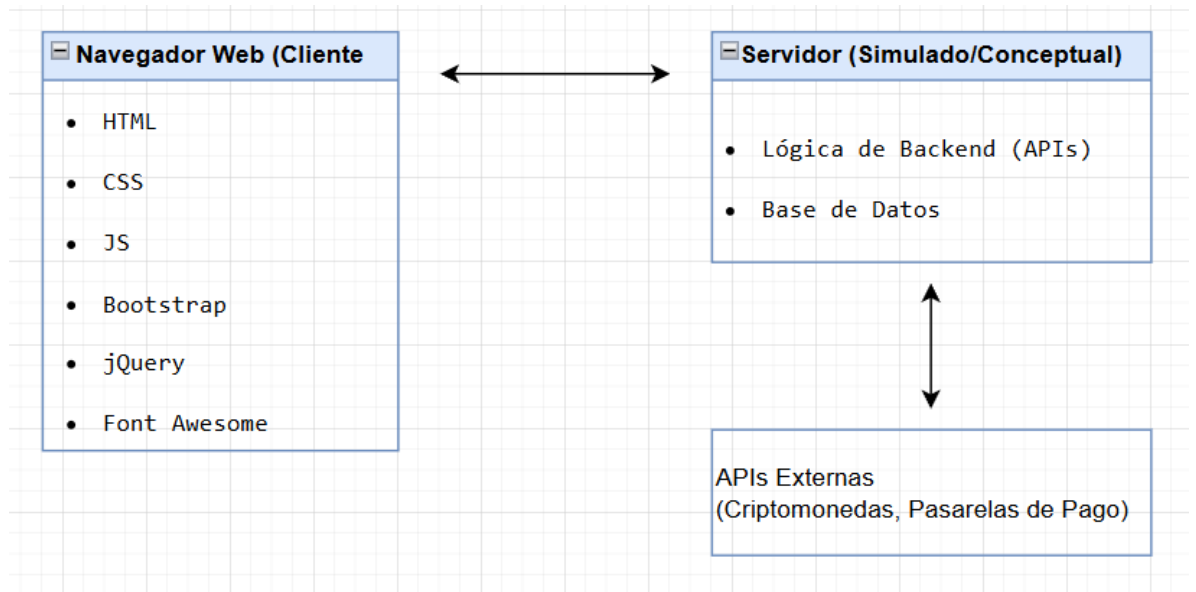 Navegador Web (Cliente
HTML
CSS
JS
Bootstrap
jQuery
Font Awesome
Servidor (Simulado/Conceptual)
Lógica de Backend (APIs)
Base de Datos
APIs Externas
(Criptomonedas, Pasarelas de Pago)